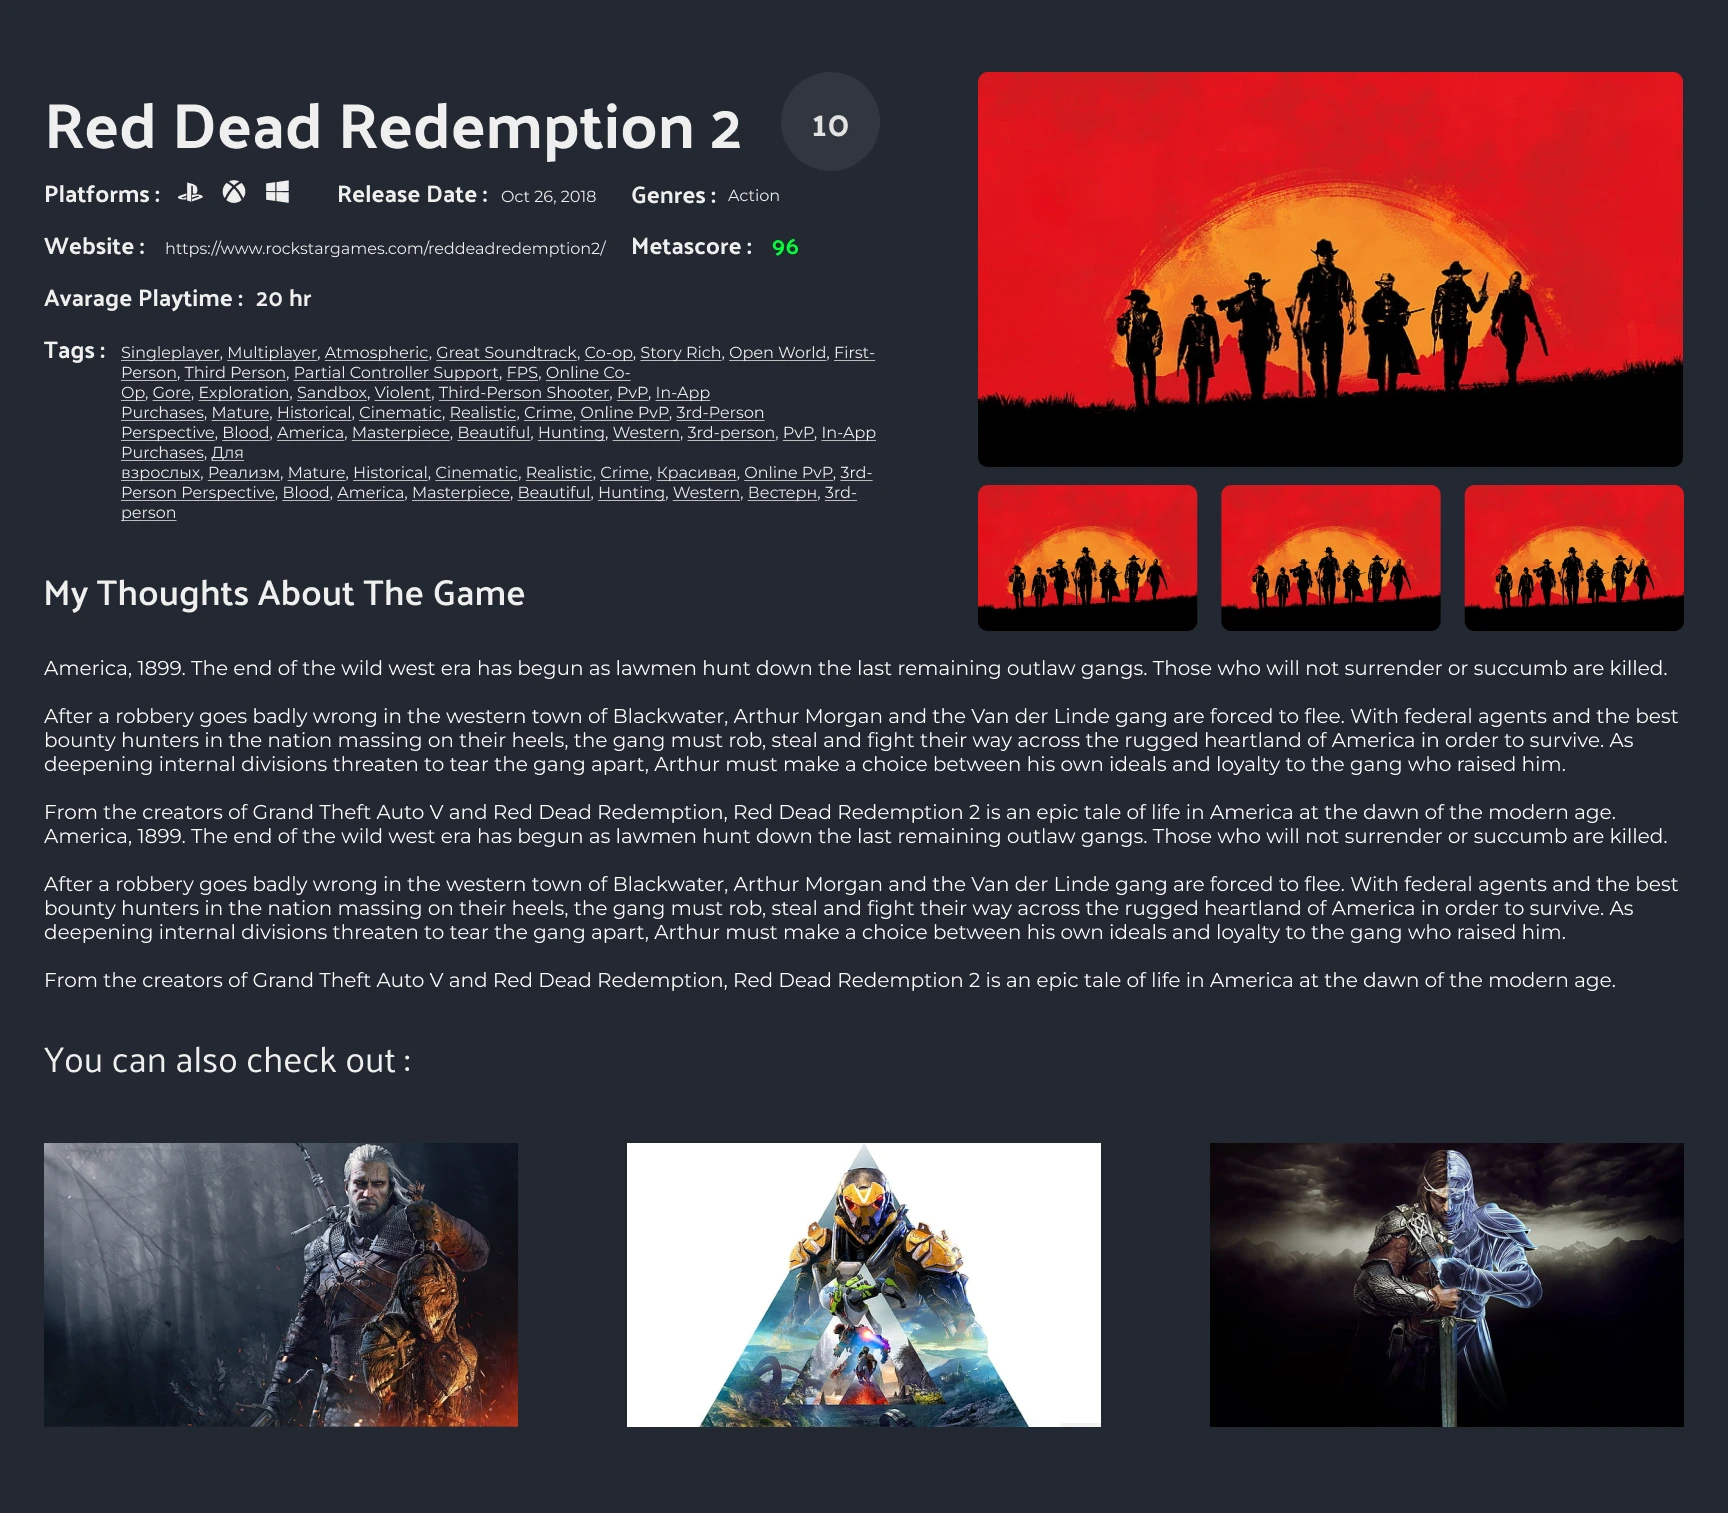 Red Dead Redemption 2
10
Platforms :
Release Date : Oct 26, 2018
Genres : Action
Website : https://www.rockstargames.com/reddeadredemption2/
Metascore : 96
Avarage Playtime : 20 hr
Tags : Singleplayer, Multiplayer, Atmospheric, Great Soundtrack, Co-op, Story Rich, Open World, First-
Person, Third Person, Partial Controller Support, FPS, Online Co-
Op, Gore, Exploration, Sandbox, Violent, Third-Person Shooter, PvP, In-App
Purchases, Mature, Historical, Cinematic, Realistic, Crime, Online PvP, 3rd-Person
Perspective, Blood, America, Masterpiece, Beautiful, Hunting, Western, 3rd-person, PvP, In-App
Purchases, Для
взрослых, Реализм, Mature, Historical, Cinematic, Realistic, Crime, Красивая, Online PvP, 3rd-
Person Perspective, Blood, America, Masterpiece, Beautiful, Hunting, Western, Вестерн, 3rd-
person
My Thoughts About The Game
America, 1899. The end of the wild west era has begun as lawmen hunt down the last remaining outlaw gangs. Those who will not surrender or succumb are killed.
After a robbery goes badly wrong in the western town of Blackwater, Arthur Morgan and the Van der Linde gang are forced to flee. With federal agents and the best
bounty hunters in the nation massing on their heels, the gang must rob, steal and fight their way across the rugged heartland of America in order to survive. As
deepening internal divisions threaten to tear the gang apart, Arthur must make a choice between his own ideals and loyalty to the gang who raised him.
From the creators of Grand Theft Auto V and Red Dead Redemption, Red Dead Redemption 2 is an epic tale of life in America at the dawn of the modern age.
America, 1899. The end of the wild west era has begun as lawmen hunt down the last remaining outlaw gangs. Those who will not surrender or succumb are killed.
After a robbery goes badly wrong in the western town of Blackwater, Arthur Morgan and the Van der Linde gang are forced to flee. With federal agents and the best
bounty hunters in the nation massing on their heels, the gang must rob, steal and fight their way across the rugged heartland of America in order to survive. As
deepening internal divisions threaten to tear the gang apart, Arthur must make a choice between his own ideals and loyalty to the gang who raised him.
From the creators of Grand Theft Auto V and Red Dead Redemption, Red Dead Redemption 2 is an epic tale of life in America at the dawn of the modern age.
You can also check out :